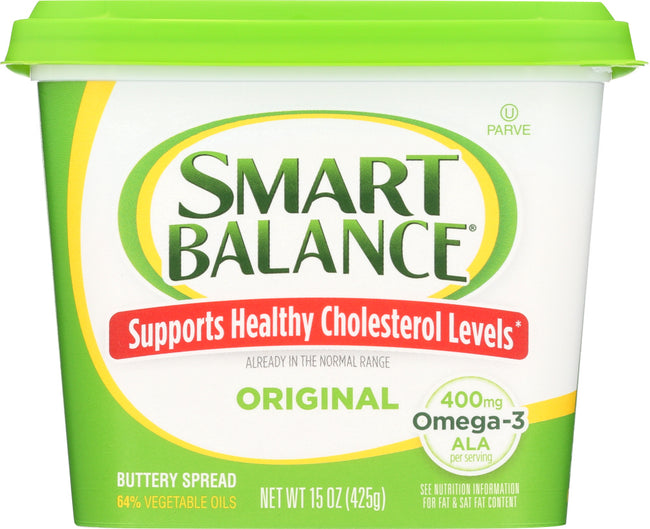 U
PARVE
SMART
BALANCE®
Supports Healthy Cholesterol Levels*
ALREADY IN THE NORMAL RANGE
ORIGINAL
400mg
Omega-3
ALA
per serving
BUTTERY SPREAD
64% VEGETABLE OILS
NET WT 15 OZ (425g)
SEE NUTRITION INFORMATION
FOR FAT & SAT FAT CONTENT